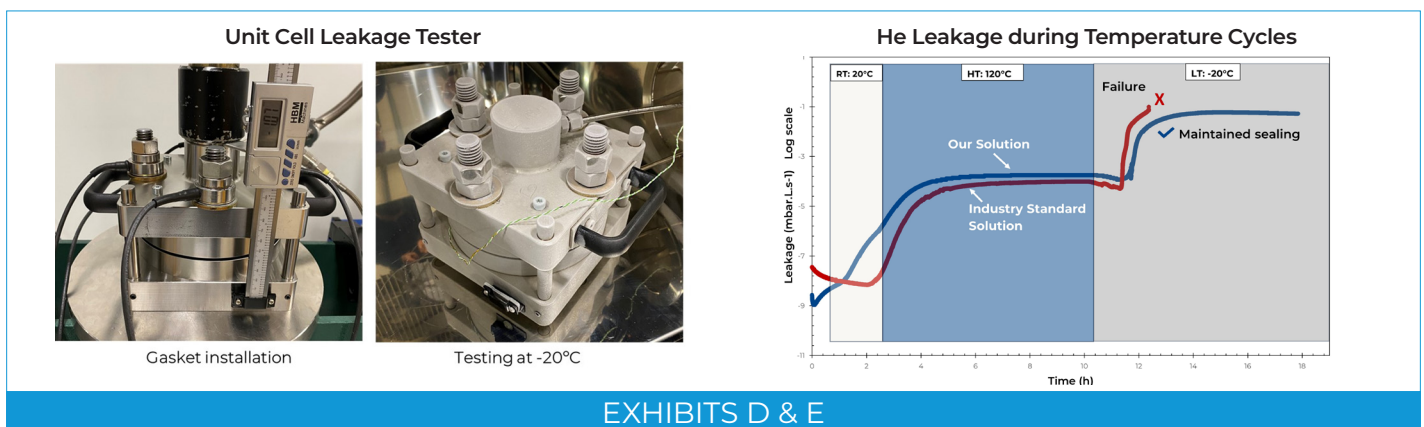 Unit Cell Leakage Tester
He Leakage during Temperature Cycles
HBM
Gasket installation
Testing at -20°C
1
-1
-3
-5
-7
-9
-11
Leakage (mbar.L.s-1) Log scale
RT: 20°C
HT: 120°C
LT: -20°C
Failure
X
Maintained sealing
Our Solution
Industry Standard
Solution
0
2
4
6
8
10
12
14
16
18
Time (h)
EXHIBITS D & E